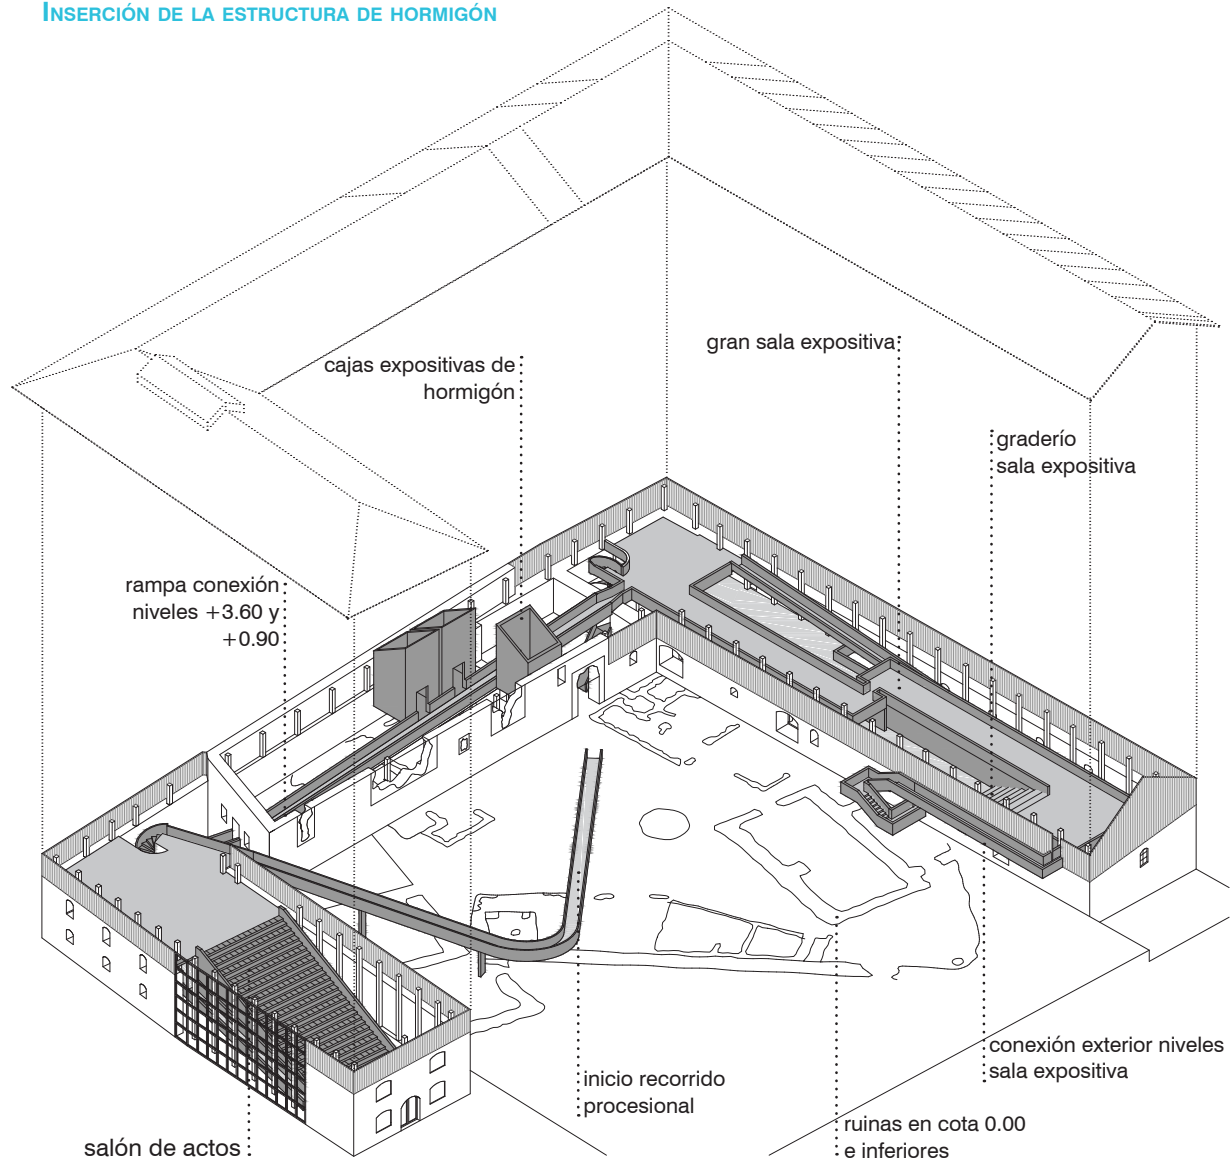 INSERCIÓN DE LA ESTRUCTURA DE HORMIGÓN
gran sala expositiva
cajas expositivas de
hormigón
graderío
sala expositiva
rampa conexión
niveles +3.60 y
+0.90
conexión exterior niveles
sala expositiva
inicio recorrido
procesional
ruinas en cota 0.00
e inferiores
salón de actos